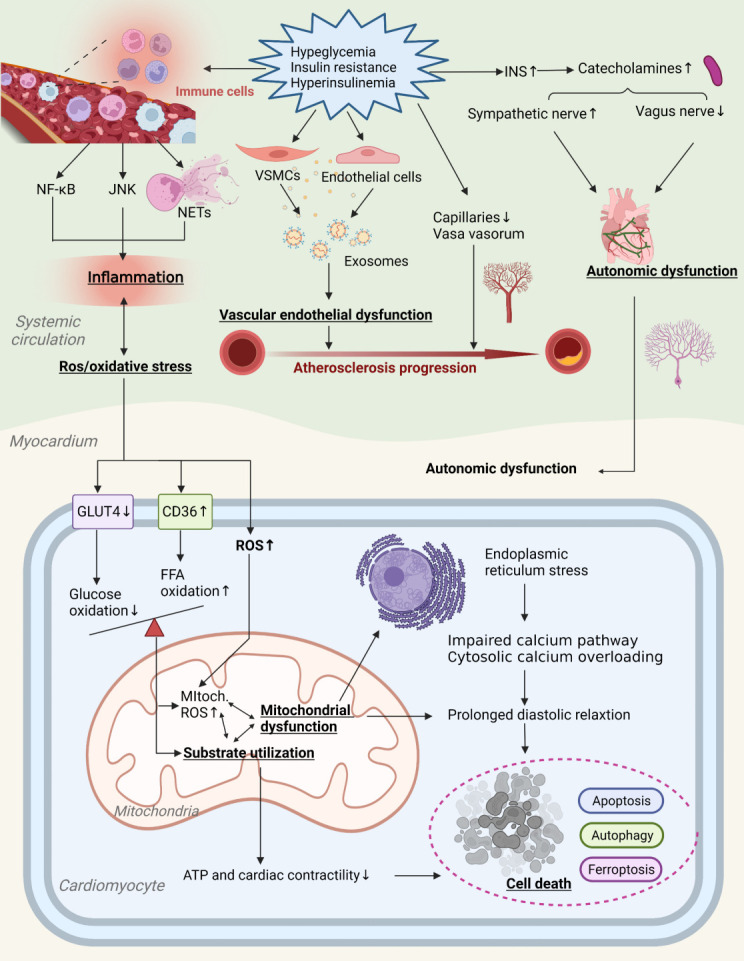 Hypeglycemia
Insulin resistance
Hyperinsulinemia
Immune cells
INS↑
Catecholamines↑
Sympathetic nerve↑
Vagus nerve↓
NF-κB
JNK
NETs
VSMCs
Endothelial cells
Exosomes
Capillaries↓
Vasa vasorum
Autonomic dysfunction
Inflammation
Vascular endothelial dysfunction
Systemic
circulation
Ros/oxidative stress
Atherosclerosis progression
Myocardium
Autonomic dysfunction
GLUT4↓
CD36↑
ROS↑
Glucose
oxidation↓
FFA
oxidation↑
Endoplasmic
reticulum stress
Impaired calcium pathway
Cytosolic calcium overloading
MItoch.
ROS↑
Mitochondrial
dysfunction
Prolonged diastolic relaxtion
Substrate utilization
Mitochondria
Apoptosis
Autophagy
Ferroptosis
Cell death
ATP and cardiac contractility↓
Cardiomyocyte